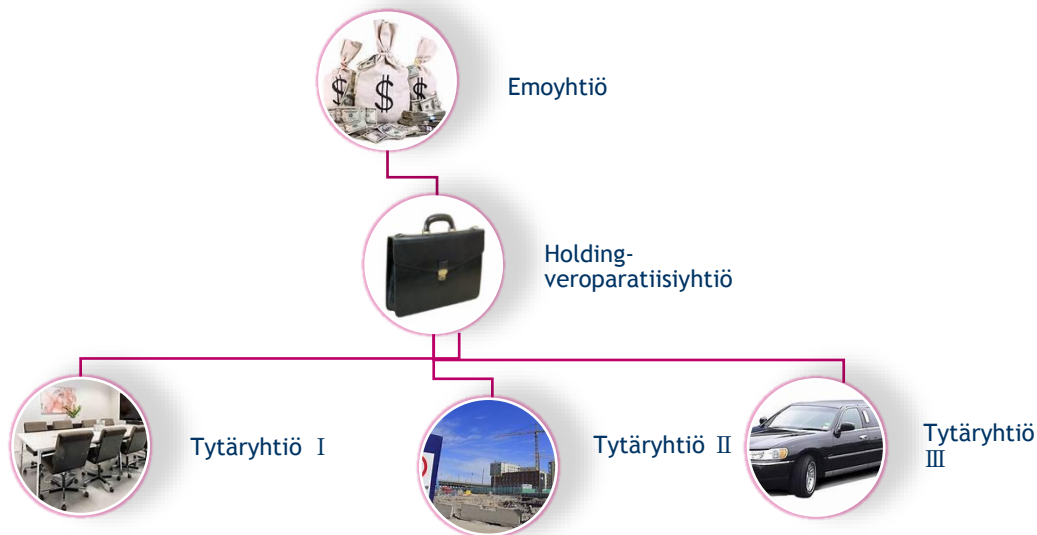 $
$
$
Emoyhtiö
Holding-
veroparatiisiyhtiö
Tytäryhtiö Ⅰ
Tytäryhtiö Ⅱ
Tytäryhtiö
Ⅲ